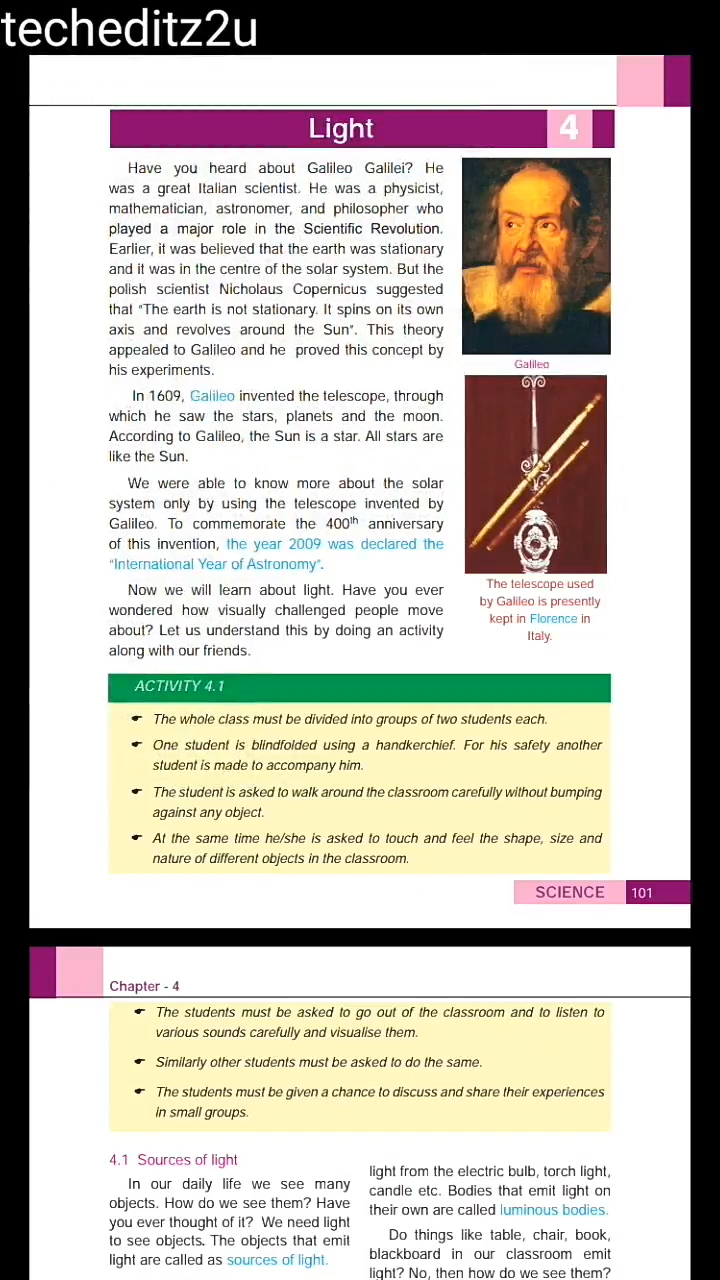 techeditz2u
Light
4
Have you heard about Galileo Galilei? He
was a great Italian scientist. He was a physicist,
mathematician, astronomer, and philosopher who
played a major role in the Scientific Revolution.
Earlier, it was believed that the earth was stationary
and it was in the centre of the solar system. But the
polish scientist Nicholaus Copernicus suggested
that “The earth is not stationary. It spins on its own
axis and revolves around the Sun”. This theory
appealed to Galileo and he proved this concept by
his experiments.
In 1609, Galileo invented the telescope, through
which he saw the stars, planets and the moon.
According to Galileo, the Sun is a star. All stars are
like the Sun.
We were able to know more about the solar
system only by using the telescope invented by
Galileo. To commemorate the 400th anniversary
of this invention, the year 2009 was declared the
“International Year of Astronomy”.
Now we will learn about light. Have you ever
wondered how visually challenged people move
about? Let us understand this by doing an activity
along with our friends.
Galileo
The telescope used
by Galileo is presently
kept in Florence in
Italy.
ACTIVITY 4.1
☛ The whole class must be divided into groups of two students each.
☛ One student is blindfolded using a handkerchief. For his safety another
student is made to accompany him.
☛ The student is asked to walk around the classroom carefully without bumping
against any object.
☛ At the same time he/she is asked to touch and feel the shape, size and
nature of different objects in the classroom.
SCIENCE 101
Chapter - 4
☛ The students must be asked to go out of the classroom and to listen to
various sounds carefully and visualise them.
☛ Similarly other students must be asked to do the same.
☛ The students must be given a chance to discuss and share their experiences
in small groups.
4.1 Sources of light
In our daily life we see many
objects. How do we see them? Have
you ever thought of it? We need light
to see objects. The objects that emit
light are called as sources of light.
light from the electric bulb, torch light,
candle etc. Bodies that emit light on
their own are called luminous bodies.
Do things like table, chair, book,
blackboard in our classroom emit
light? No, then how do we see them?